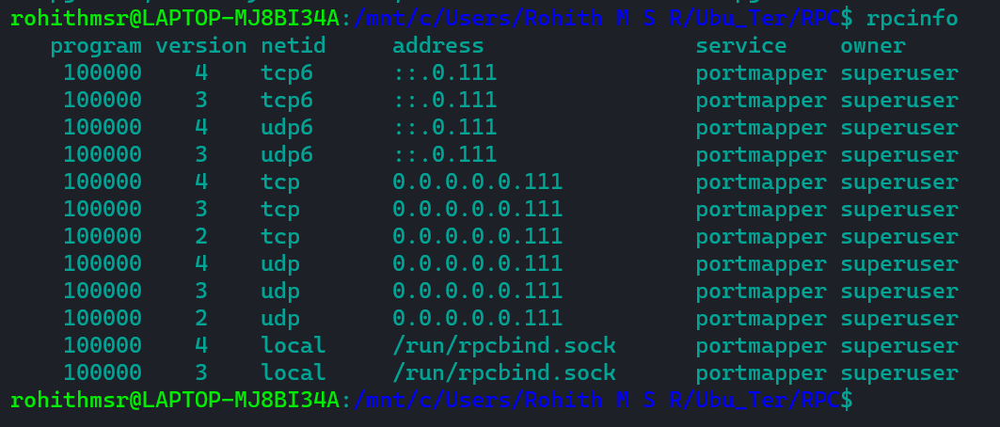 rohithmsr@LAPTOP-MJ8BI34A:/mnt/c/Users/Rohith M S R/Ubu_Ter/RPC$ rpcinfo
program version netid address service owner
100000 4 tcp6 ::.0.111 portmapper superuser
100000 3 tcp6 ::.0.111 portmapper superuser
100000 4 udp6 ::.0.111 portmapper superuser
100000 3 udp6 ::.0.111 portmapper superuser
100000 4 tcp 0.0.0.0.0.111 portmapper superuser
100000 3 tcp 0.0.0.0.0.111 portmapper superuser
100000 2 tcp 0.0.0.0.0.111 portmapper superuser
100000 4 udp 0.0.0.0.0.111 portmapper superuser
100000 3 udp 0.0.0.0.0.111 portmapper superuser
100000 2 udp 0.0.0.0.0.111 portmapper superuser
100000 4 local /run/rpcbind.sock portmapper superuser
100000 3 local /run/rpcbind.sock portmapper superuser
rohithmsr@LAPTOP-MJ8BI34A:/mnt/c/Users/Rohith M S R/Ubu_Ter/RPC$